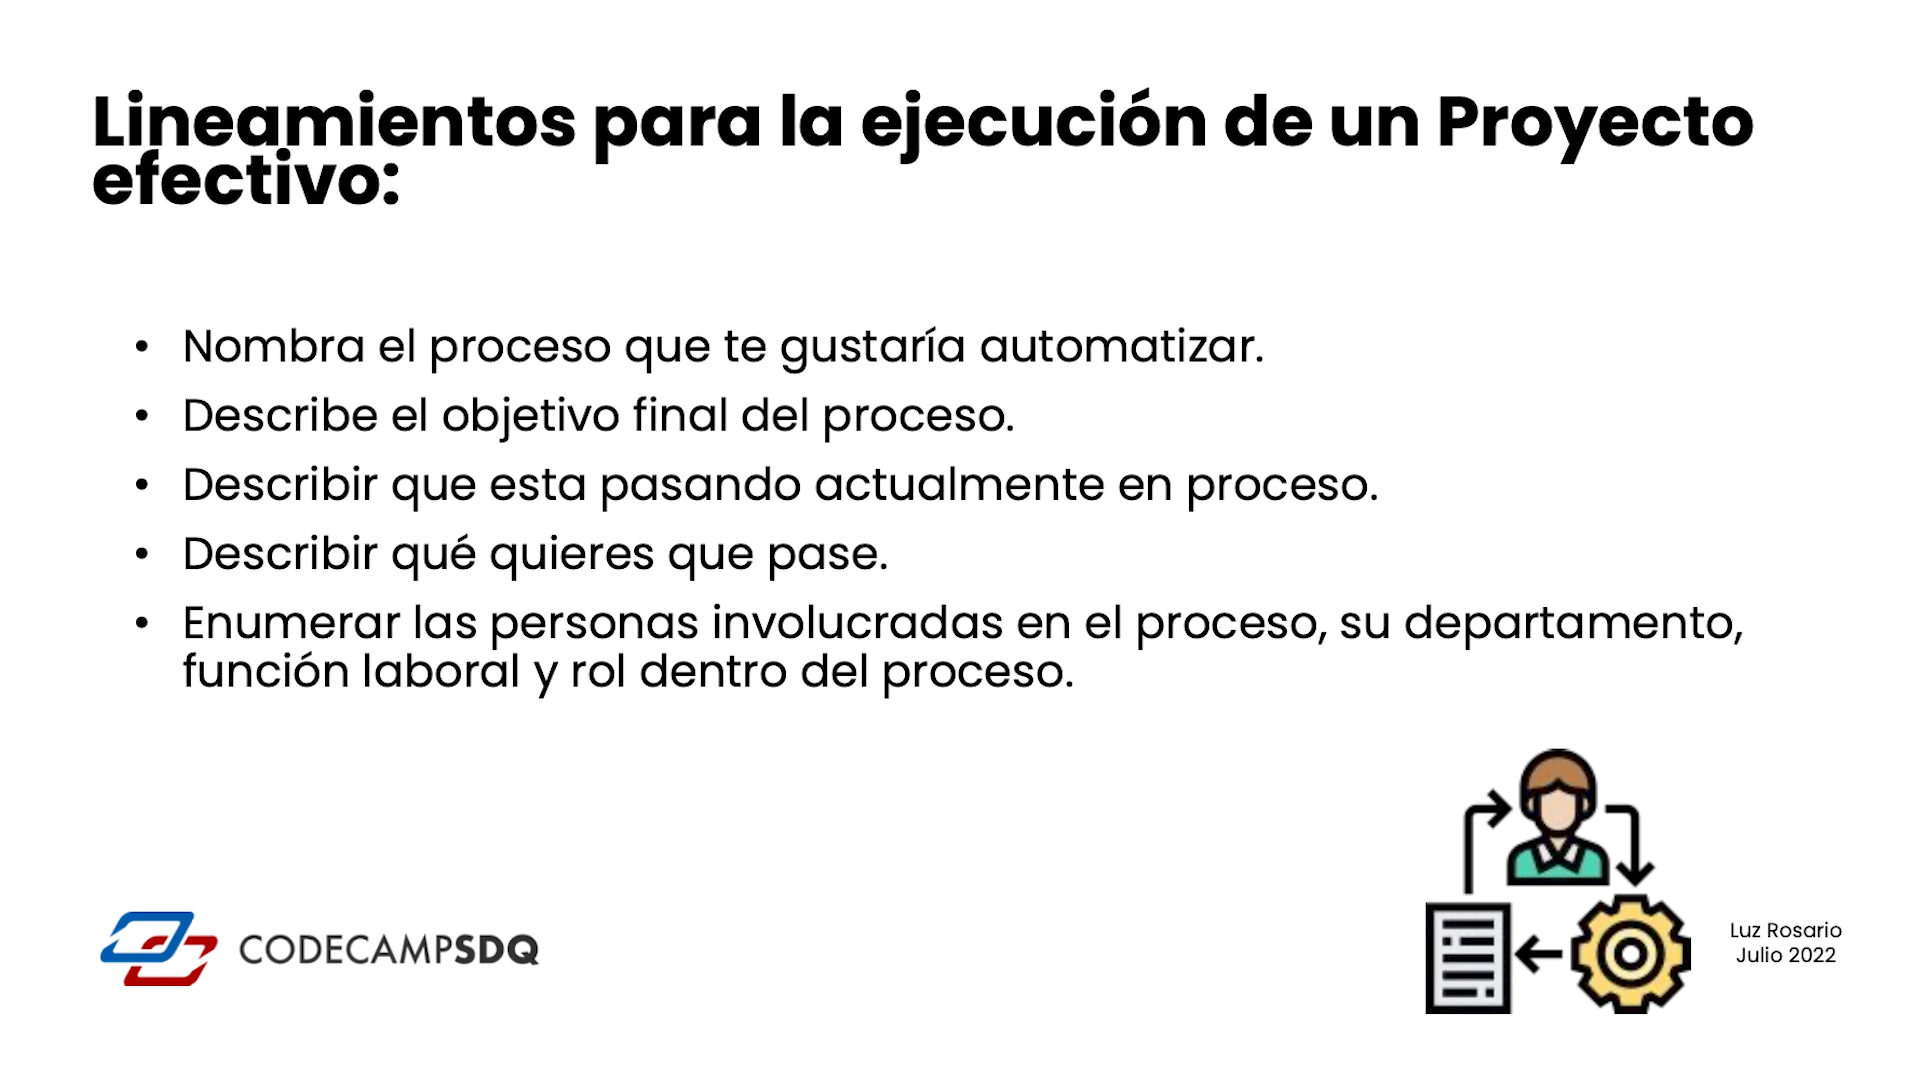 Lineamientos para la ejecución de un Proyecto
efectivo:
• Nombra el proceso que te gustaría automatizar.
• Describe el objetivo final del proceso.
• Describir que esta pasando actualmente en proceso.
• Describir qué quieres que pase.
• Enumerar las personas involucradas en el proceso, su departamento,
función laboral y rol dentro del proceso.
CODECAMPSDQ
Luz Rosario
Julio 2022